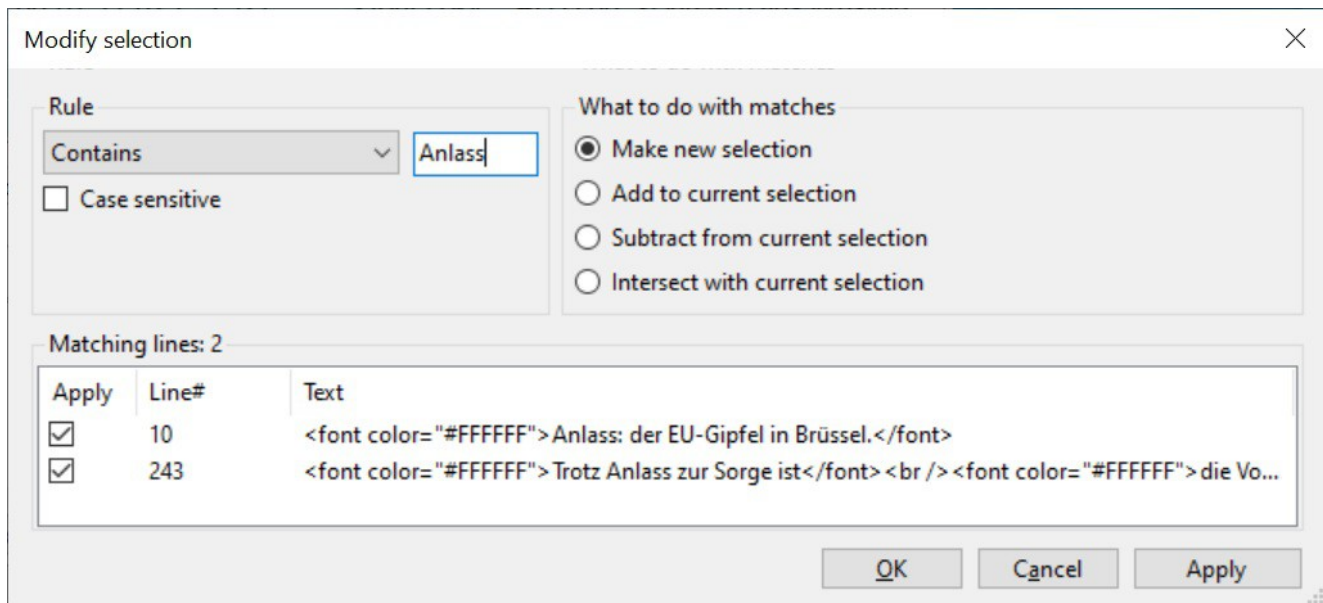 Modify selection
Rule
Contains
Anlass
Case sensitive
What to do with matches
Make new selection
Add to current selection
Subtract from current selection
Intersect with current selection
Matching lines: 2
Apply Line# Text
10 <font color="#FFFFFF">Anlass: der EU-Gipfel in Brüssel.</font>
243 <font color="#FFFFFF">Trotz Anlass zur Sorge ist</font><br /><font color="#FFFFFF">die Vo...
OK Cancel Apply